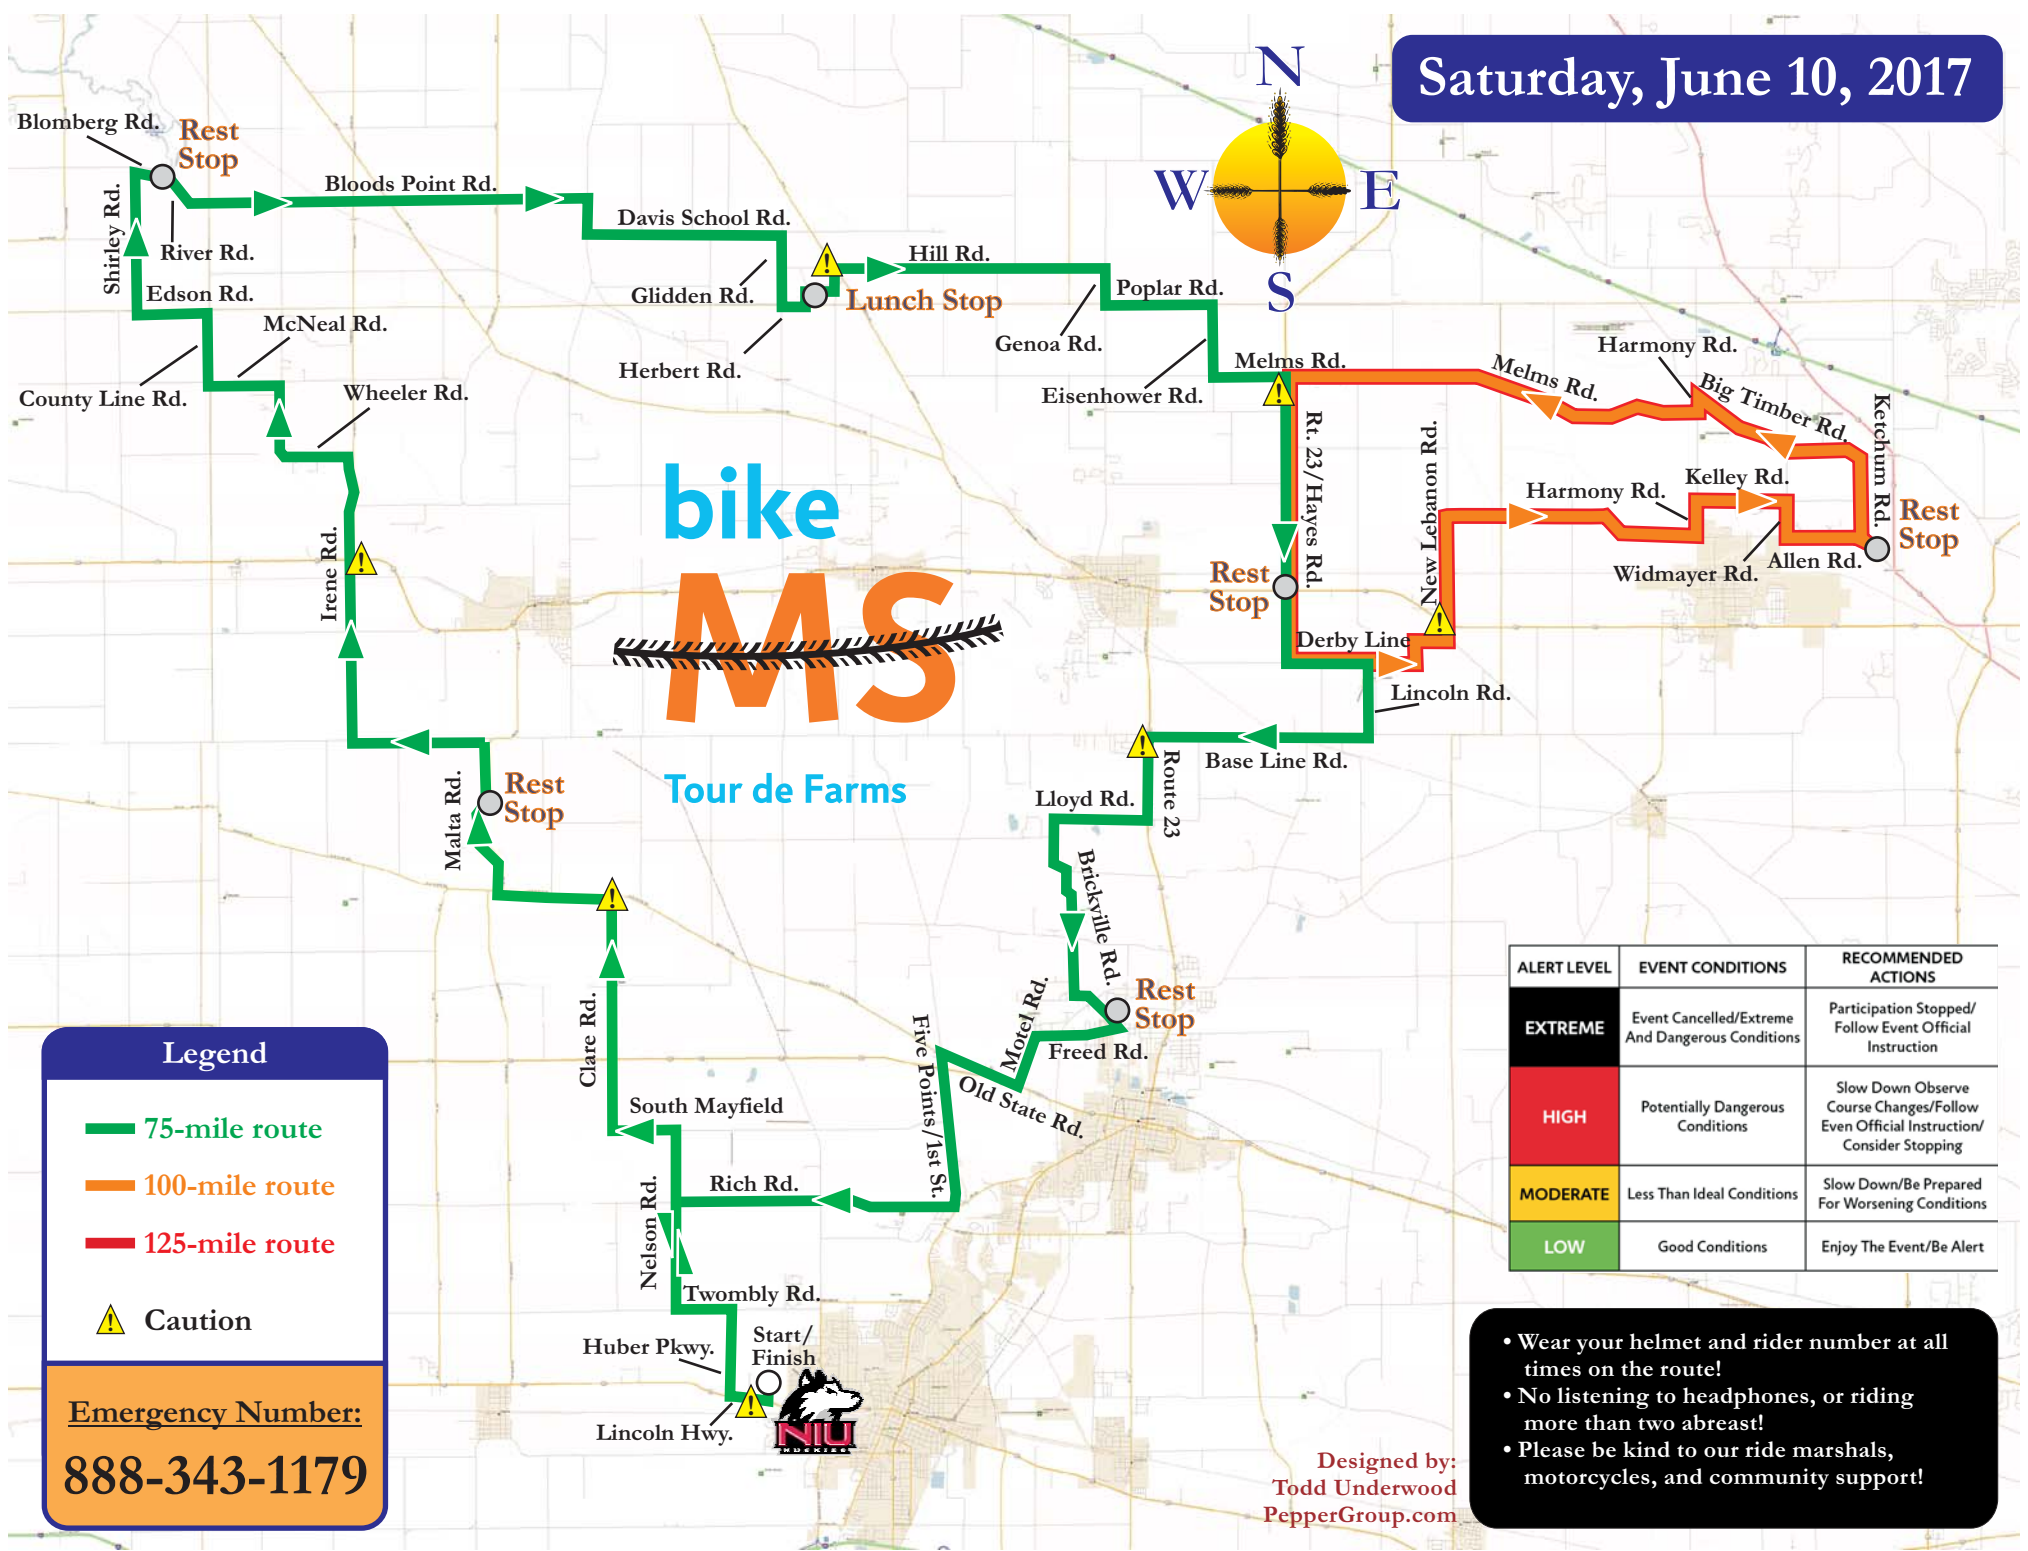 Saturday, June 10, 2017
N
W
E
S
Blomberg Rd.
Rest
Stop
Bloods Point Rd.
Shirley Rd.
River Rd.
Davis School Rd.
Edson Rd.
McNeal Rd.
Glidden Rd.
Hill Rd.
Lunch Stop
Poplar Rd.
Genoa Rd.
Herbert Rd.
County Line Rd.
Wheeler Rd.
Eisenhower Rd.
Melms Rd.
Harmony Rd.
Melms Rd.
Big Timber Rd.
Ketchum Rd.
Rt. 23/Hayes Rd.
New Lebanon Rd.
Harmony Rd.
Kelley Rd.
Rest
Stop
Widmayer Rd.
Allen Rd.
Irene Rd.
bike
MS
Tour de Farms
Rest
Stop
Derby Line
Lincoln Rd.
Base Line Rd.
Route 23
Lloyd Rd.
Malta Rd.
Rest
Stop
Brickville Rd.
Rest
Stop
Motel Rd.
Freed Rd.
Five Points/1st St.
Old State Rd.
Clare Rd.
South Mayfield
Rich Rd.
Nelson Rd.
Twombly Rd.
Huber Pkwy.
Start/
Finish
Lincoln Hwy.
NIU
HUSKIES
Legend
75-mile route
100-mile route
125-mile route
Caution
Emergency Number:
888-343-1179
ALERT LEVEL
EVENT CONDITIONS
RECOMMENDED
ACTIONS
EXTREME
Event Cancelled/Extreme
And Dangerous Conditions
Participation Stopped/
Follow Event Official
Instruction
HIGH
Potentially Dangerous
Conditions
Slow Down Observe
Course Changes/Follow
Even Official Instruction/
Consider Stopping
MODERATE
Less Than Ideal Conditions
Slow Down/Be Prepared
For Worsening Conditions
LOW
Good Conditions
Enjoy The Event/Be Alert
• Wear your helmet and rider number at all
times on the route!
• No listening to headphones, or riding
more than two abreast!
• Please be kind to our ride marshals,
motorcycles, and community support!
Designed by:
Todd Underwood
PepperGroup.com